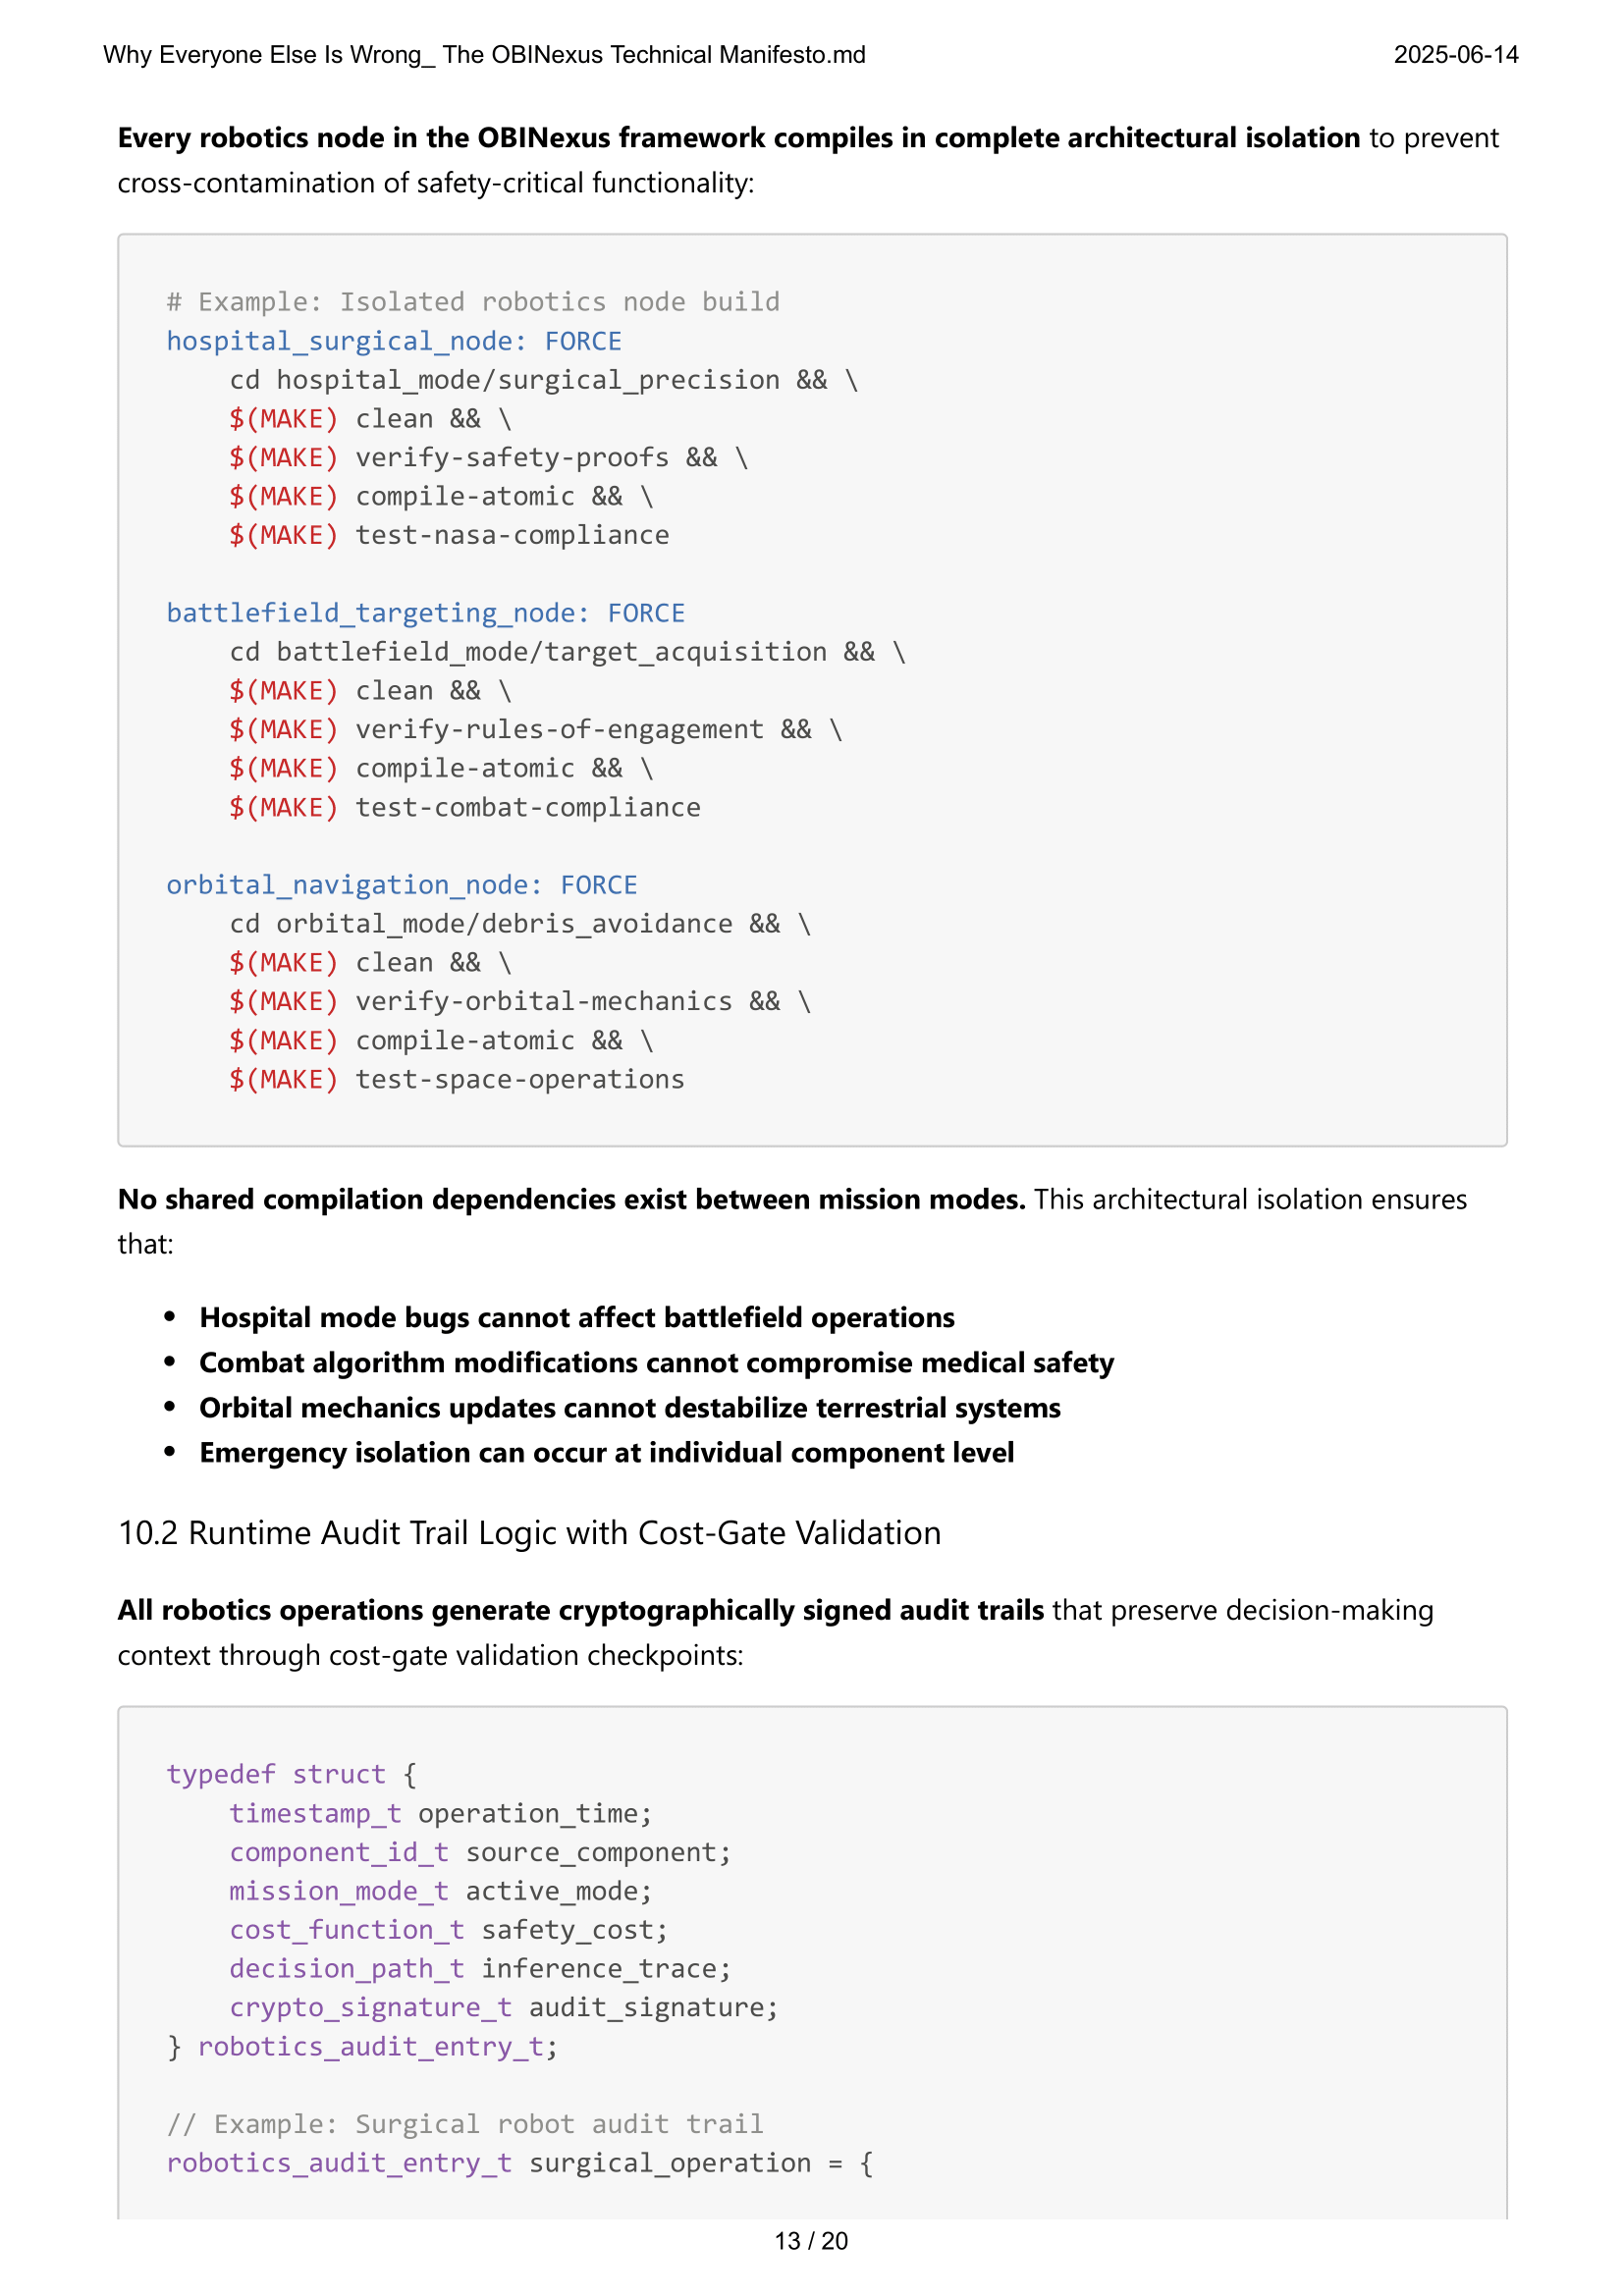 Why Everyone Else Is Wrong_ The OBINexus Technical Manifesto.md 2025-06-14
Every robotics node in the OBINexus framework compiles in complete architectural isolation to prevent
cross-contamination of safety-critical functionality:
# Example: Isolated robotics node build
hospital_surgical_node: FORCE
    cd hospital_mode/surgical_precision && \
    $(MAKE) clean && \
    $(MAKE) verify-safety-proofs && \
    $(MAKE) compile-atomic && \
    $(MAKE) test-nasa-compliance
battlefield_targeting_node: FORCE
    cd battlefield_mode/target_acquisition && \
    $(MAKE) clean && \
    $(MAKE) verify-rules-of-engagement && \
    $(MAKE) compile-atomic && \
    $(MAKE) test-combat-compliance
orbital_navigation_node: FORCE
    cd orbital_mode/debris_avoidance && \
    $(MAKE) clean && \
    $(MAKE) verify-orbital-mechanics && \
    $(MAKE) compile-atomic && \
    $(MAKE) test-space-operations
No shared compilation dependencies exist between mission modes. This architectural isolation ensures
that:
• Hospital mode bugs cannot affect battlefield operations
• Combat algorithm modifications cannot compromise medical safety
• Orbital mechanics updates cannot destabilize terrestrial systems
• Emergency isolation can occur at individual component level
10.2 Runtime Audit Trail Logic with Cost-Gate Validation
All robotics operations generate cryptographically signed audit trails that preserve decision-making
context through cost-gate validation checkpoints:
typedef struct {
    timestamp_t operation_time;
    component_id_t source_component;
    mission_mode_t active_mode;
    cost_function_t safety_cost;
    decision_path_t inference_trace;
    crypto_signature_t audit_signature;
} robotics_audit_entry_t;
// Example: Surgical robot audit trail
robotics_audit_entry_t surgical_operation = {
13 / 20